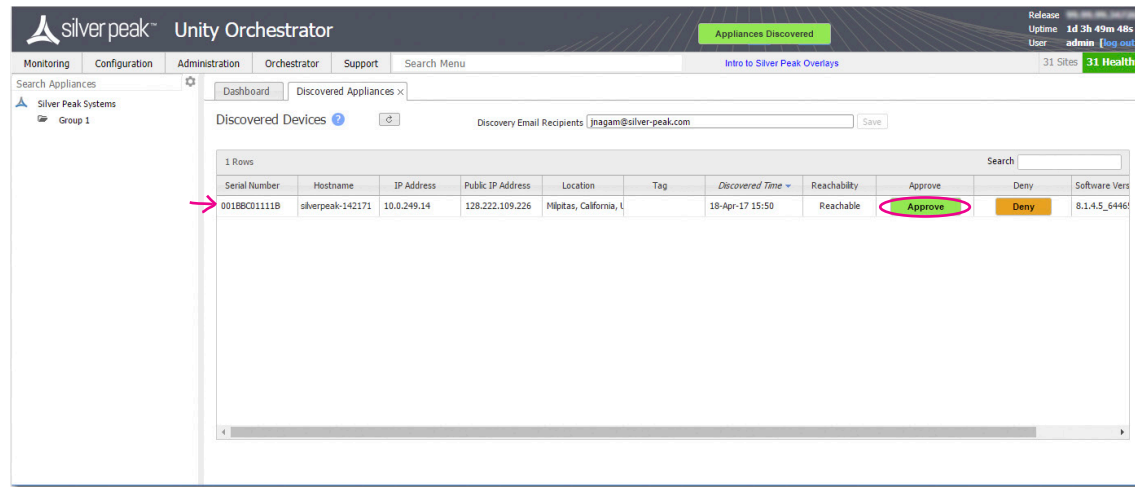 silver peak™ Unity Orchestrator
Appliances Discovered
Release
Uptime 1d 3h 49m 48s
User admin [log out
Monitoring Configuration Administration Orchestrator Support Search Menu Intro to Silver Peak Overlays 31 Sites 31 Health
Search Appliances
Silver Peak Systems
Group 1
Dashboard Discovered Appliances ×
Discovered Devices ? Discovery Email Recipients jnagam@silver-peak.com Save
1 Rows Search
Serial Number Hostname IP Address Public IP Address Location Tag Discovered Time Reachability Approve Deny Software Vers
001BBC01111B silverpeak-142171 10.0.249.14 128.222.109.226 Milpitas, California, U 18-Apr-17 15:50 Reachable Approve Deny 8.1.4.5_6446